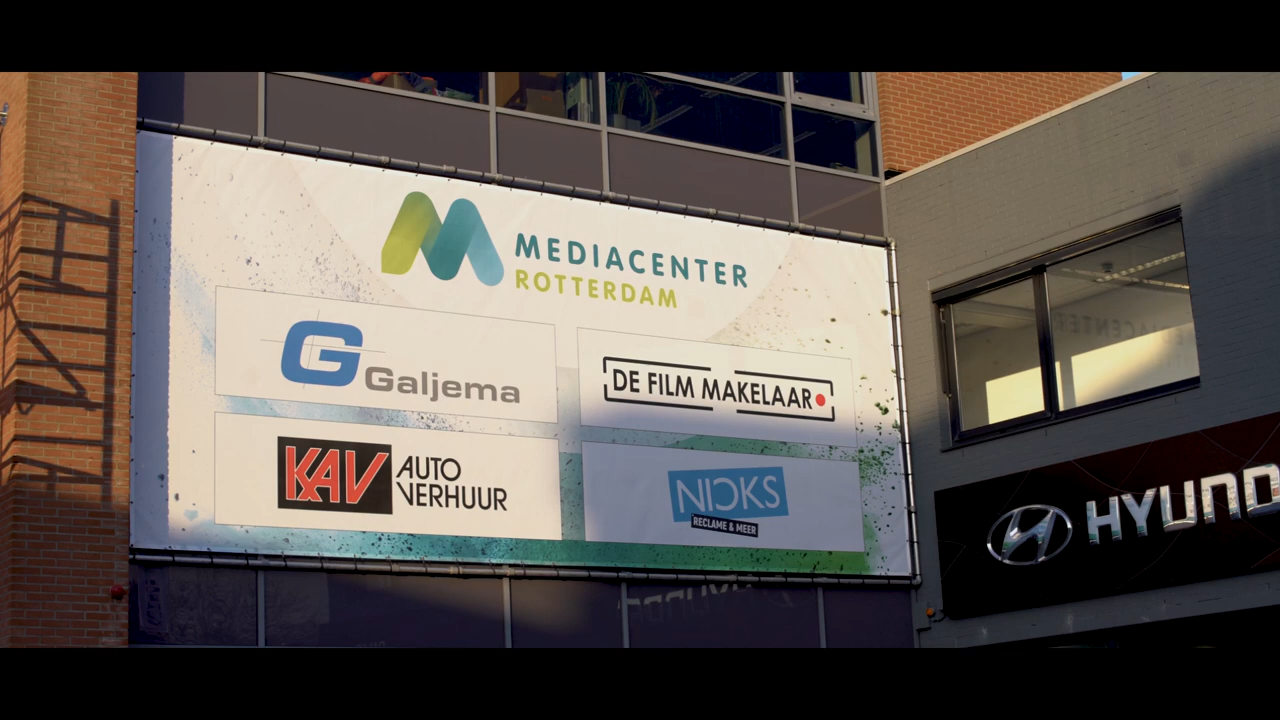 MEDIACENTER
ROTTERDAM
G
Galjema
DE FILM MAKELAAR
KAV
AUTO
VERHUUR
NICKS
RECLAME & MEER
HYUND